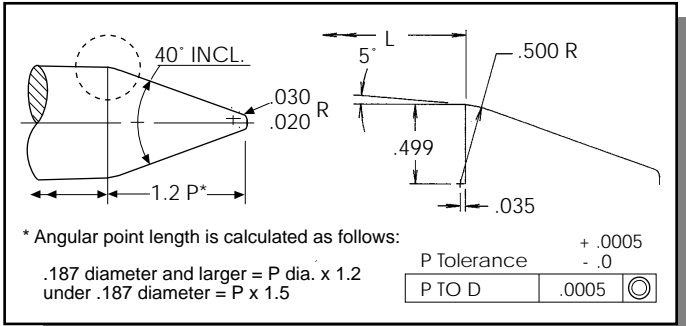 40° INCL.
.030
.020 R
1.2 P*
L
5°
.500 R
.499
.035
* Angular point length is calculated as follows:
.187 diameter and larger = P dia. x 1.2
under .187 diameter = P x 1.5
P Tolerance + .0005
- .0
P TO D .0005 ◎